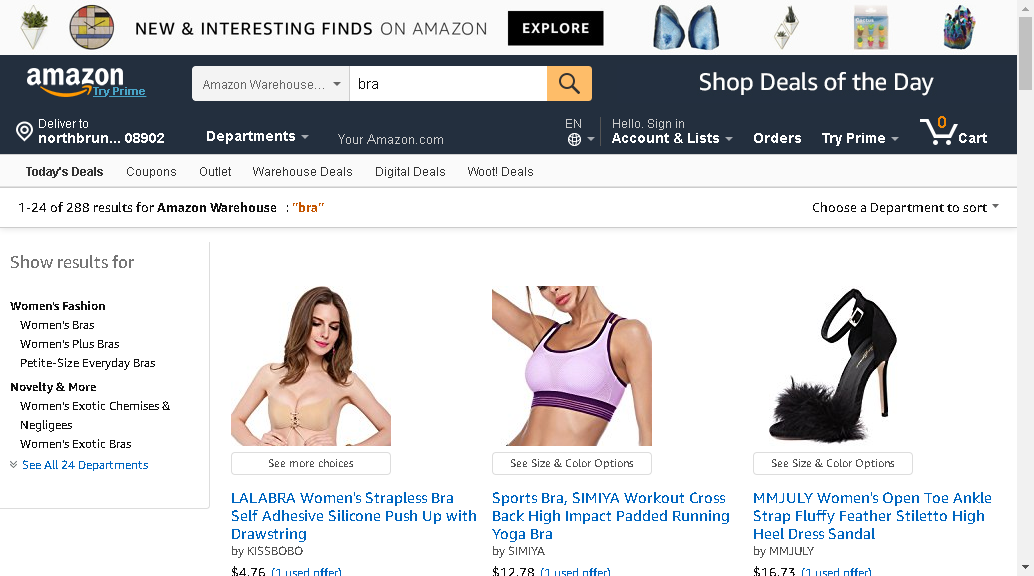 NEW & INTERESTING FINDS ON AMAZON EXPLORE
amazon
Try Prime
Amazon Warehouse...
bra
Shop Deals of the Day
Deliver to
northbrun... 08902
Departments
Your Amazon.com
EN
Hello. Sign in
Account & Lists
Orders
Try Prime
0
Cart
Today's Deals Coupons Outlet Warehouse Deals Digital Deals Woot! Deals
1-24 of 288 results for Amazon Warehouse : "bra"
Choose a Department to sort
Show results for
Women's Fashion
Women's Bras
Women's Plus Bras
Petite-Size Everyday Bras
Novelty & More
Women's Exotic Chemises &
Negligees
Women's Exotic Bras
See All 24 Departments
See more choices
LALABRA Women's Strapless Bra
Self Adhesive Silicone Push Up with
Drawstring
by KISSBOBO
$4.76 (1 used offer)
See Size & Color Options
Sports Bra, SIMIYA Workout Cross
Back High Impact Padded Running
Yoga Bra
by SIMIYA
$12.78 (1 used offer)
See Size & Color Options
MMJULY Women's Open Toe Ankle
Strap Fluffy Feather Stiletto High
Heel Dress Sandal
by MMJULY
$16.73 (1 used offer)